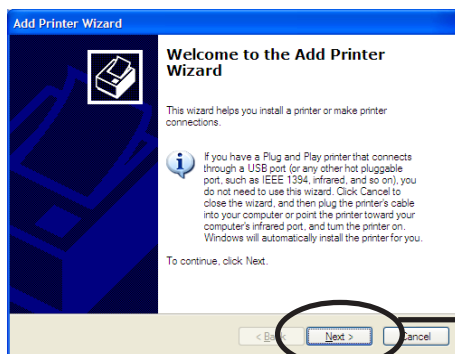 Add Printer Wizard
Welcome to the Add Printer
Wizard
This wizard helps you install a printer or make printer
connections.
If you have a Plug and Play printer that connects
through a USB port (or any other hot pluggable
port, such as IEEE 1394, infrared, and so on), you
do not need to use this wizard. Click Cancel to
close the wizard, and then plug the printer's cable
into your computer or point the printer toward your
computer's infrared port, and turn the printer on.
Windows will automatically install the printer for you.
To continue, click Next.
< Back Next > Cancel